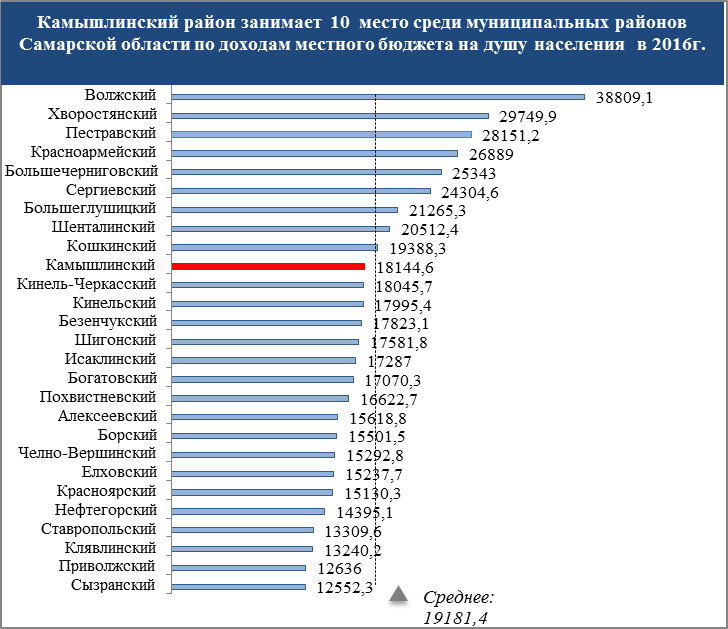 Камышлинский район занимает 10 место среди муниципальных районов
Самарской области по доходам местного бюджета на душу населения в 2016г.
Волжский 38809,1
Хворостянский 29749,9
Пестравский 28151,2
Красноармейский 26889
Большечерниговский 25343
Сергиевский 24304,6
Большеглушицкий 21265,3
Шенталинский 20512,4
Кошкинский 19388,3
Камышлинский 18144,6
Кинель-Черкасский 18045,7
Кинельский 17995,4
Безенчукский 17823,1
Шигонский 17581,8
Исаклинский 17287
Богатовский 17070,3
Похвистневский 16622,7
Алексеевский 15618,8
Борский 15501,5
Челно-Вершинский 15292,8
Елховский 15237,7
Красноярский 15130,3
Нефтегорский 14395,1
Ставропольский 13309,6
Клявлинский 13240,2
Приволжский 12636
Сызранский 12552,3
Среднее:
19181,4